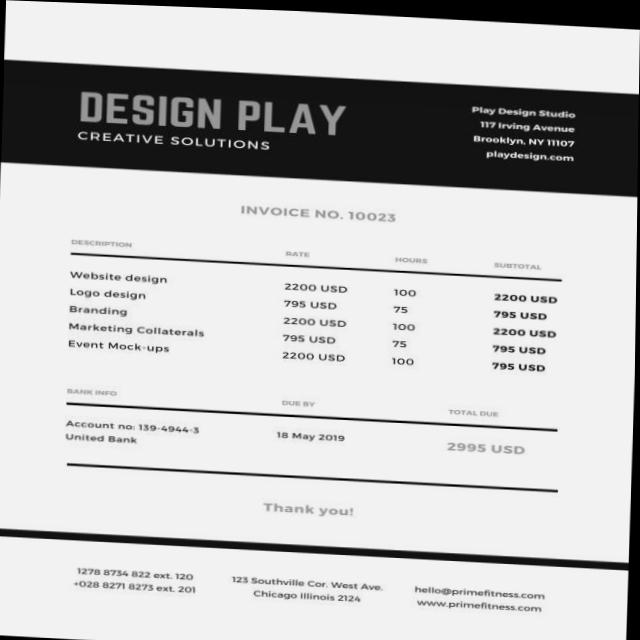 DESIGN PLAY
CREATIVE SOLUTIONS
Play Design Studio
117 Irving Avenue
Brooklyn, NY 11107
playdesign.com
INVOICE NO. 10023
DESCRIPTION RATE HOURS SUBTOTAL
Website design 2200 USD 100 2200 USD
Logo design 795 USD 75 795 USD
Branding 2200 USD 100 2200 USD
Marketing Collaterals 795 USD 75 795 USD
Event Mock-ups 2200 USD 100 795 USD
BANK INFO DUE BY TOTAL DUE
Account no: 139-4944-3 18 May 2019 2995 USD
United Bank
Thank you!
1278 8734 822 ext. 120 123 Southville Cor. West Ave. hello@primefitness.com
+028 8271 8273 ext. 201 Chicago Illinois 2124 www.primefitness.com